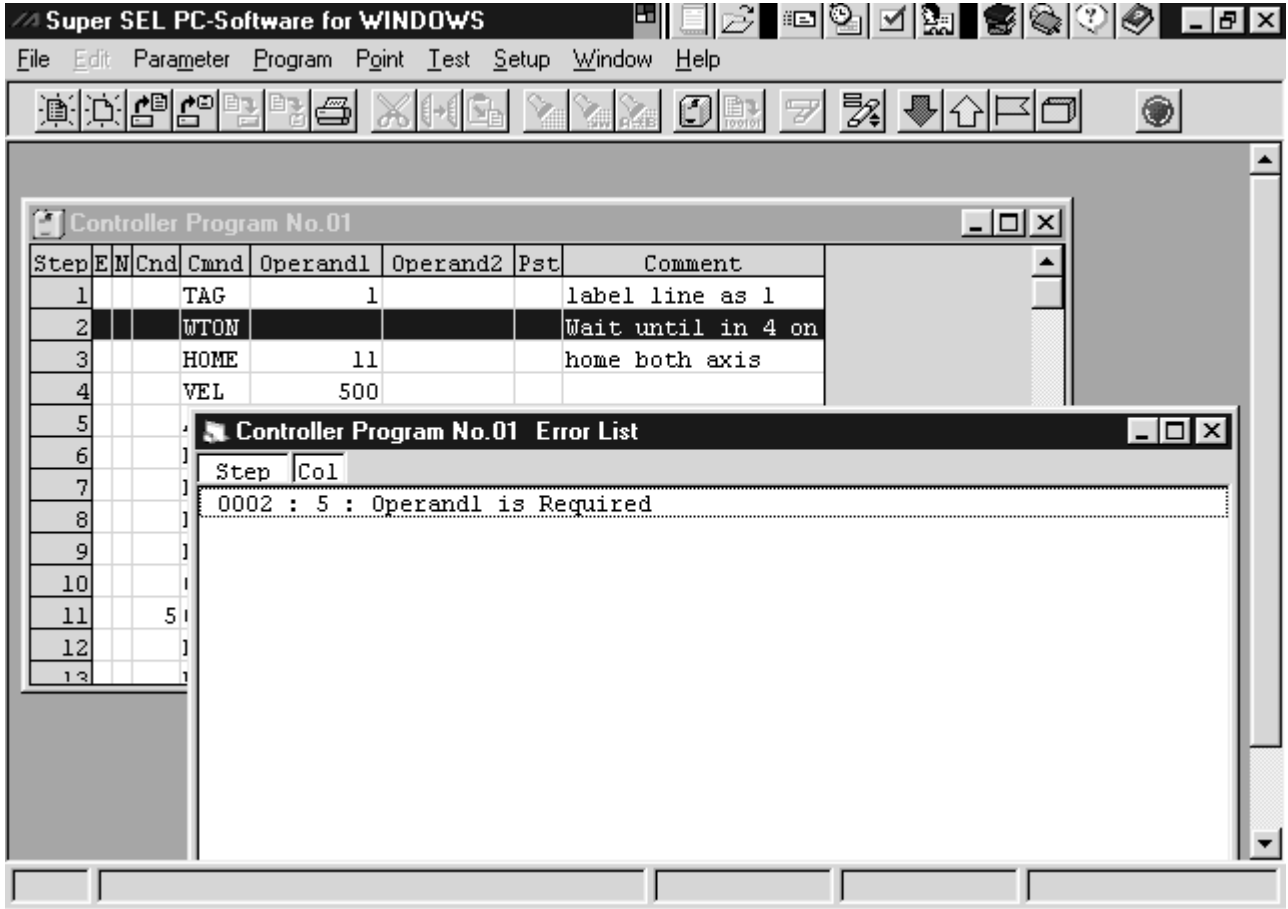 Super SEL PC-Software for WINDOWS
File Edit Parameter Program Point Test Setup Window Help
Controller Program No.01
Step E N Cnd Cmnd Operand1 Operand2 Pst Comment
1 TAG 1 label line as 1
2 WTON Wait until in 4 on
3 HOME 11 home both axis
4 VEL 500
5
6
7
8
9
10
11 5
12
13
Controller Program No.01 Error List
Step Col
0002 : 5 : Operand1 is Required